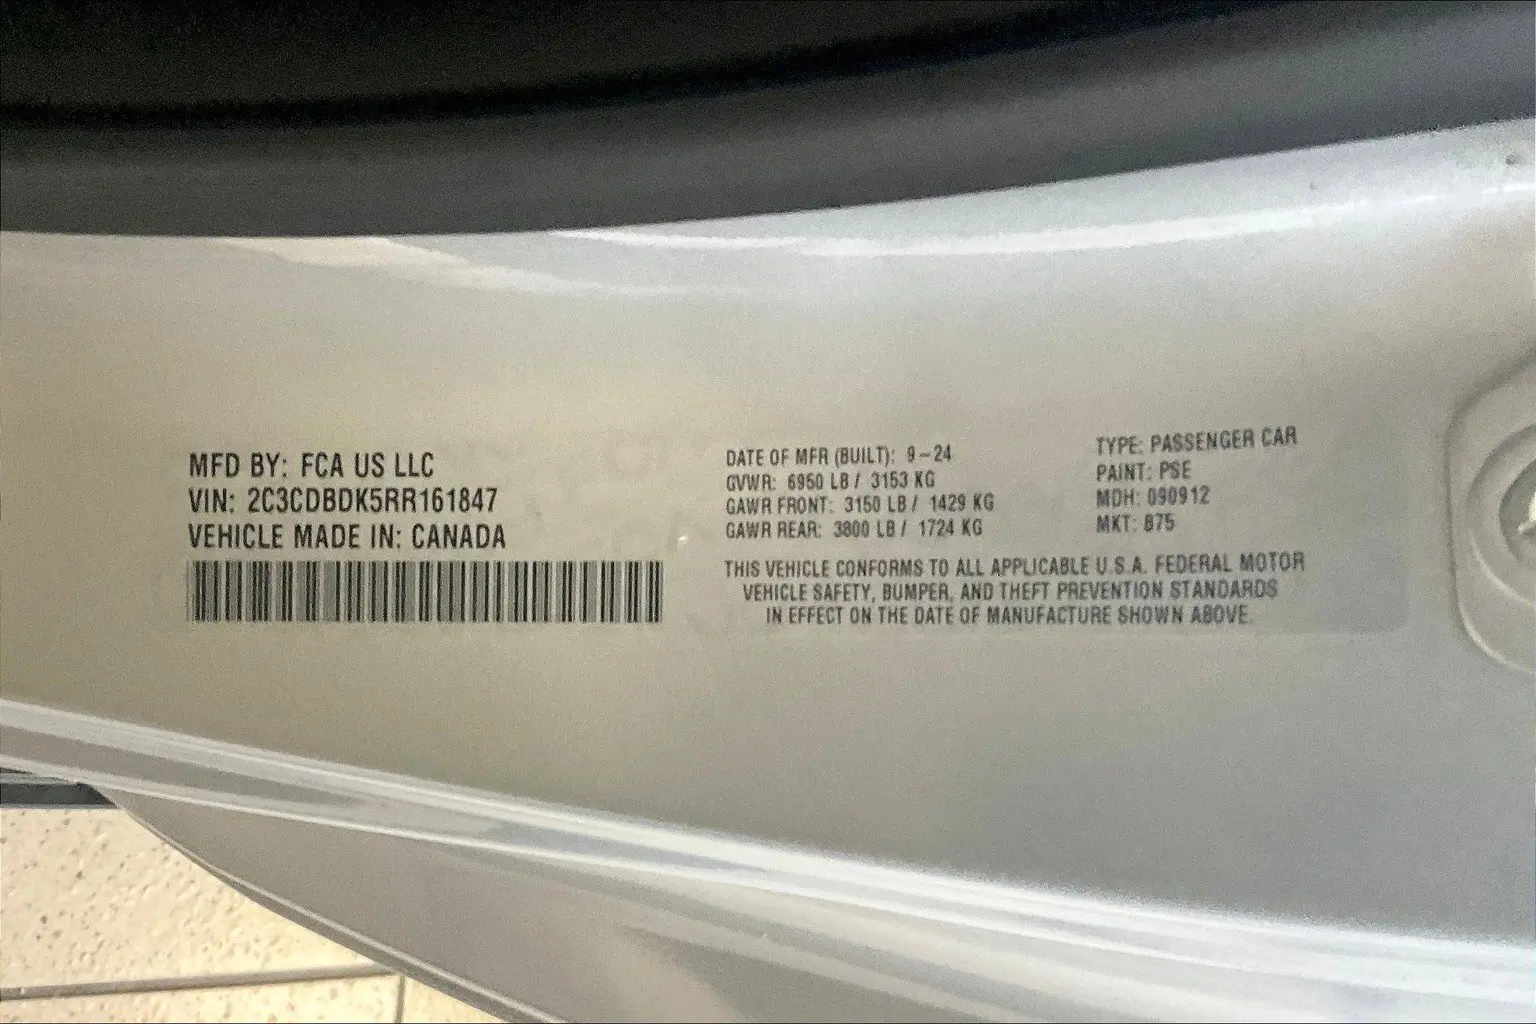 MFD BY: FCA US LLC
VIN: 2C3CDBDK5RR161847
VEHICLE MADE IN: CANADA
DATE OF MFR (BUILT): 9-24
GVWR: 6950 LB / 3153 KG
GAWR FRONT: 3150 LB / 1429 KG
GAWR REAR: 3800 LB / 1724 KG
TYPE: PASSENGER CAR
PAINT: PSE
MDH: 090912
MKT: B75
THIS VEHICLE CONFORMS TO ALL APPLICABLE U.S.A. FEDERAL MOTOR
VEHICLE SAFETY, BUMPER, AND THEFT PREVENTION STANDARDS
IN EFFECT ON THE DATE OF MANUFACTURE SHOWN ABOVE.